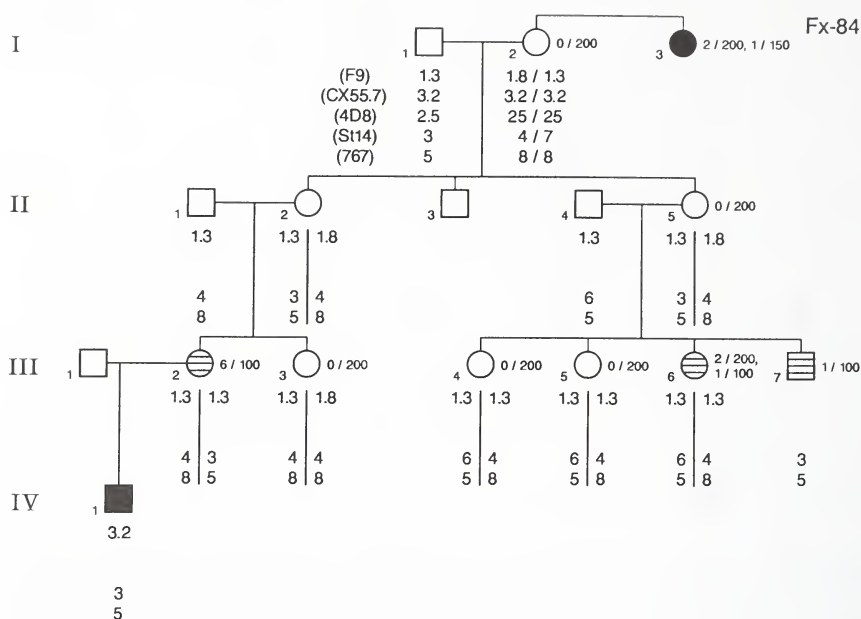 Fx-84
I
1
2
0 / 200
3
2 / 200, 1 / 150
(F9) 1.3 1.8 / 1.3
(CX55.7) 3.2 3.2 / 3.2
(4D8) 2.5 25 / 25
(St14) 3 4 / 7
(767) 5 8 / 8
II
1
2
3
4
5
0 / 200
1.3 1.3 1.8 1.3 1.3 1.8
4 3 4 6 3 4
8 5 8 5 5 8
III
1
2
6 / 100
3
0 / 200
4
0 / 200
5
0 / 200
6
2 / 200,
1 / 100
7
1 / 100
1.3 1.3 1.3 1.8 1.3 1.3 1.3 1.3 1.3 1.3
4 3 4 4 6 4 6 4 6 4 3
8 5 8 8 5 8 5 8 5 8 5
IV
1
3.2
3
5